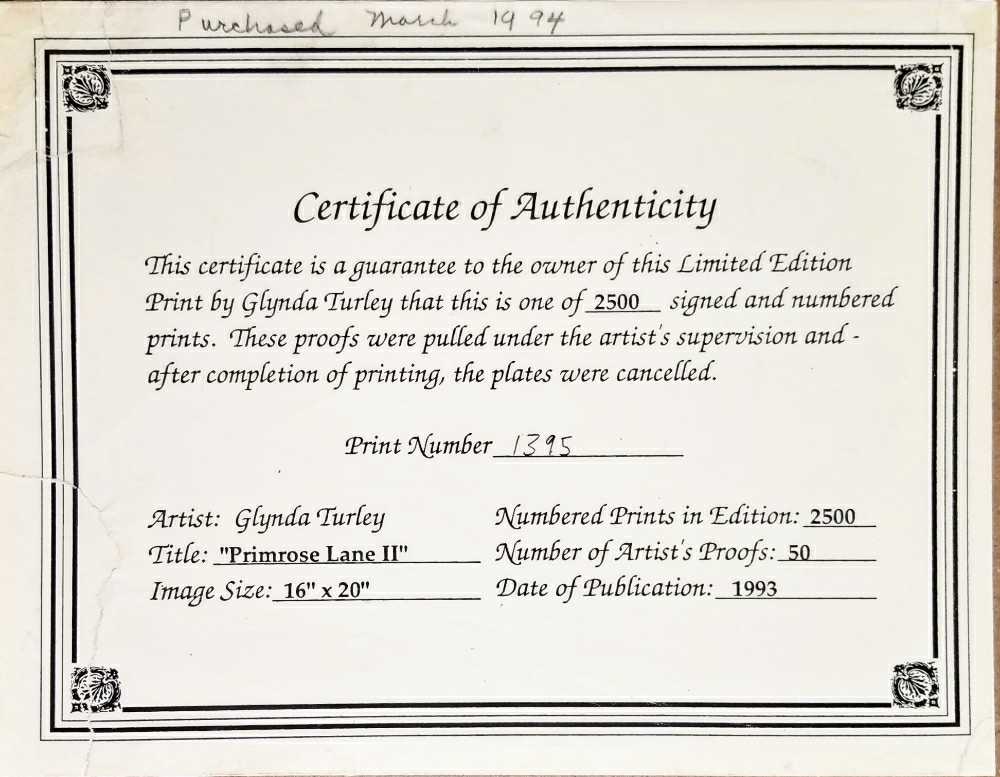 Purchased March 1994
Certificate of Authenticity
This certificate is a guarantee to the owner of this Limited Edition
Print by Glynda Turley that this is one of 2500 signed and numbered
prints. These proofs were pulled under the artist's supervision and -
after completion of printing, the plates were cancelled.
Print Number 1395
Artist: Glynda Turley
Title: "Primrose Lane II"
Image Size: 16" x 20"
Numbered Prints in Edition: 2500
Number of Artist's Proofs: 50
Date of Publication: 1993